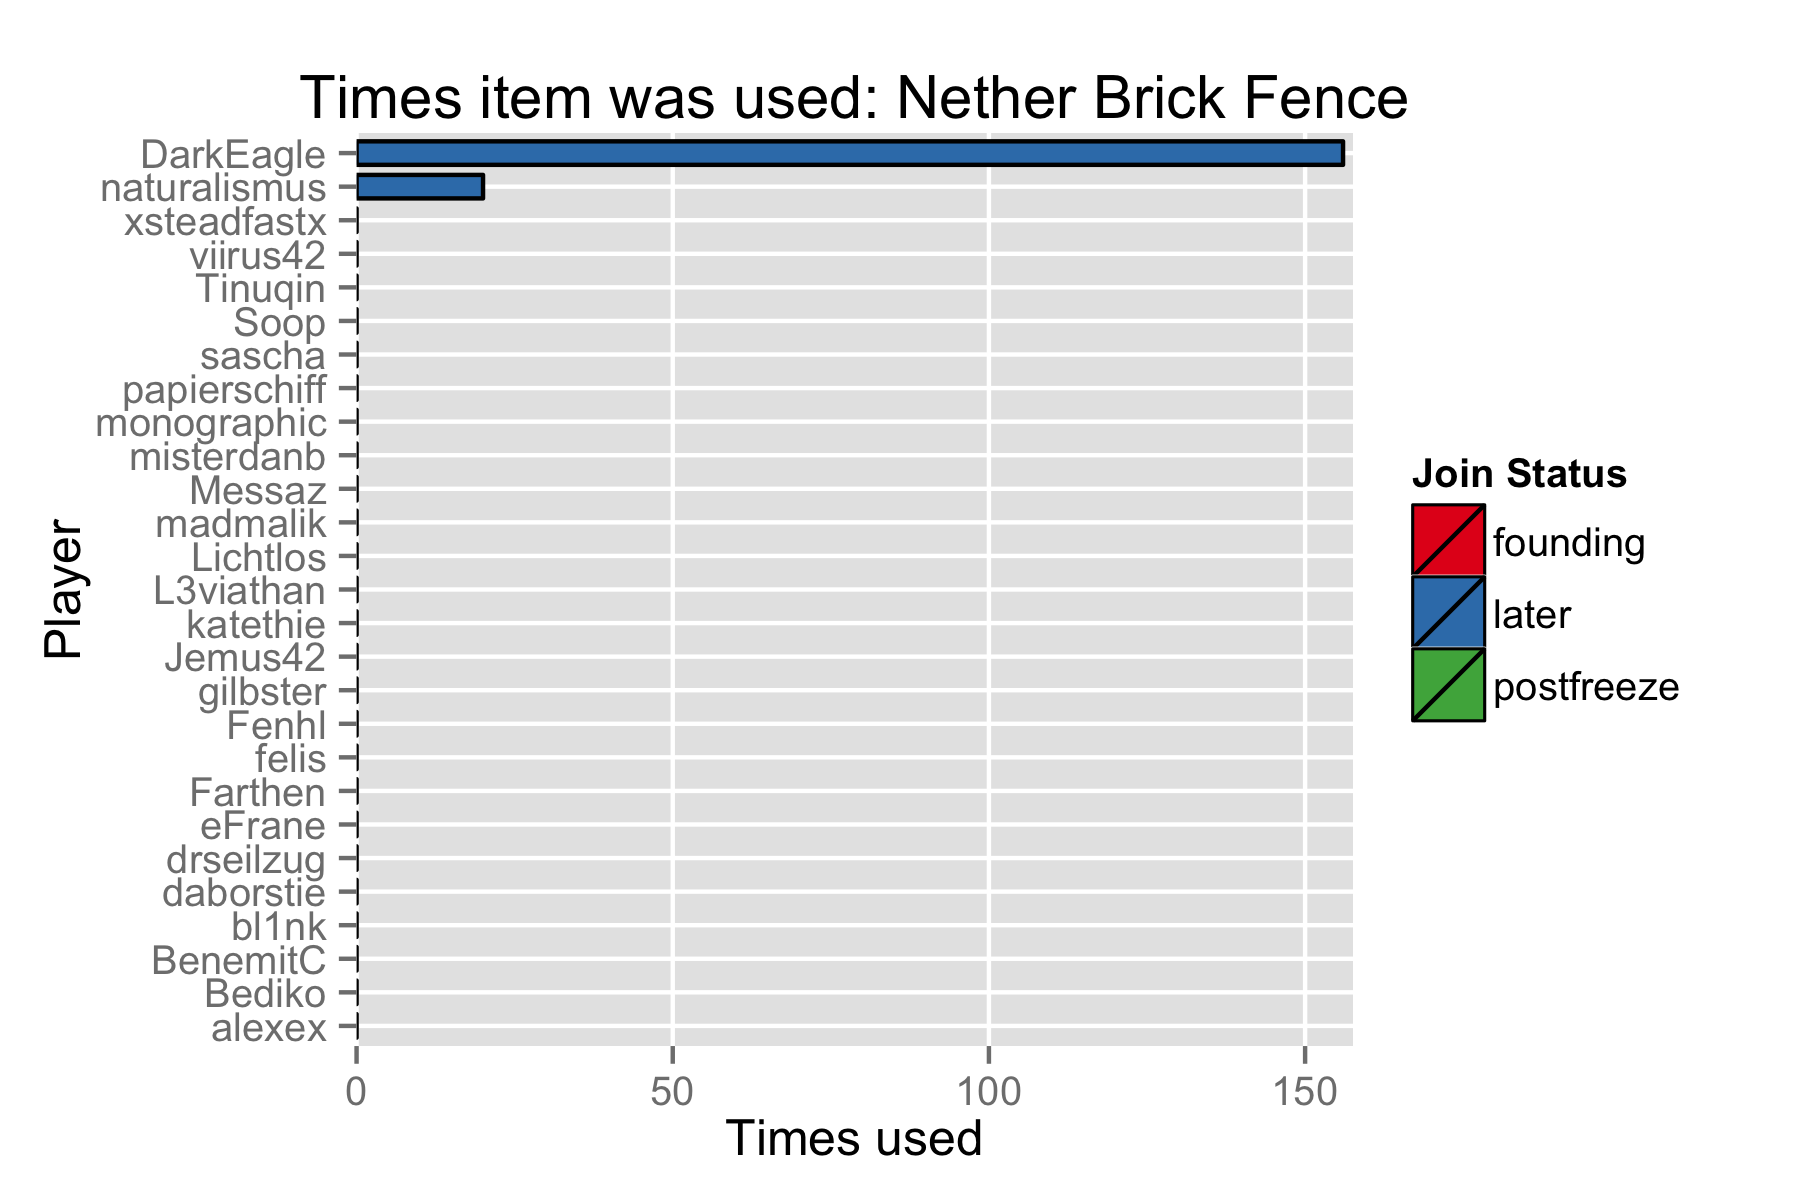 Times item was used: Nether Brick Fence
DarkEagle
naturalismus
xsteadfastx
viirus42
Tinuqin
Soop
sascha
papierschiff
monographic
misterdanb
Messaz
madmalik
Lichtlos
L3viathan
katethie
Jemus42
gilbster
Fenhl
felis
Farthen
eFrane
drseilzug
daborstie
bl1nk
BenemitC
Bediko
alexex
Player
0 50 100 150
Times used
Join Status
founding
later
postfreeze